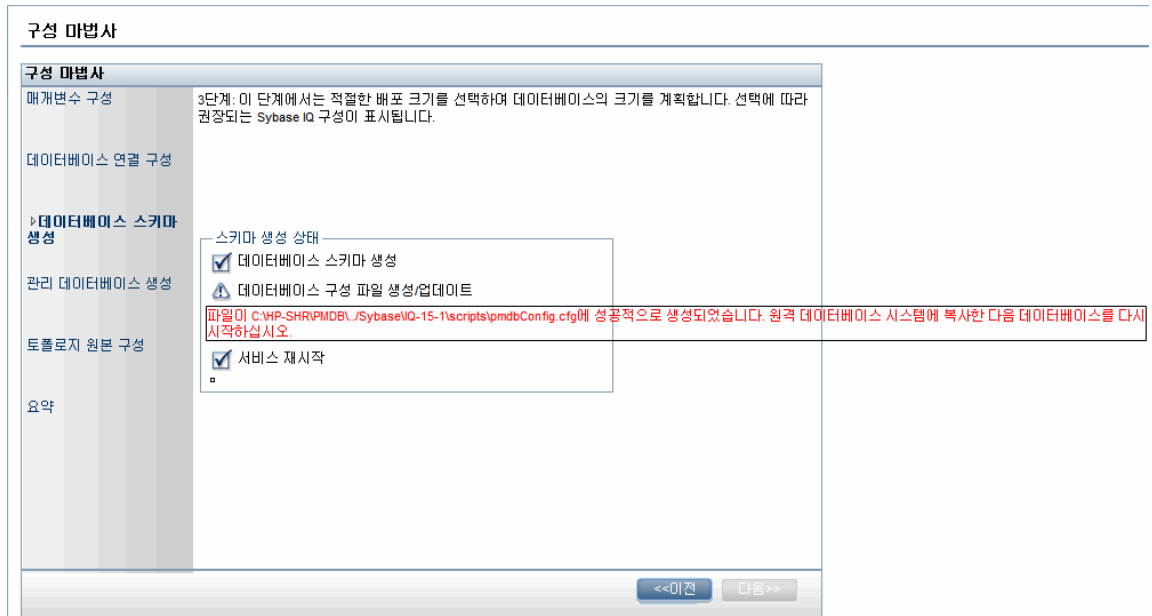 구성 마법사
구성 마법사
매개변수 구성
3단계: 이 단계에서는 적절한 배포 크기를 선택하여 데이터베이스의 크기를 계획합니다. 선택에 따라
권장되는 Sybase IQ 구성이 표시됩니다.
데이터베이스 연결 구성
데이터베이스 스키마
생성
스키마 생성 상태
데이터베이스 스키마 생성
관리 데이터베이스 생성
데이터베이스 구성 파일 생성/업데이트
파일이 C:\HP-SHR\PMDB\../Sybase\IQ-15-1\scripts\pmdbConfig.cfg에 성공적으로 생성되었습니다. 원격 데이터베이스 시스템에 복사한 다음 데이터베이스를 다시
시작하십시오.
토폴로지 원본 구성
서비스 재시작
요약
<<이전
다음>>